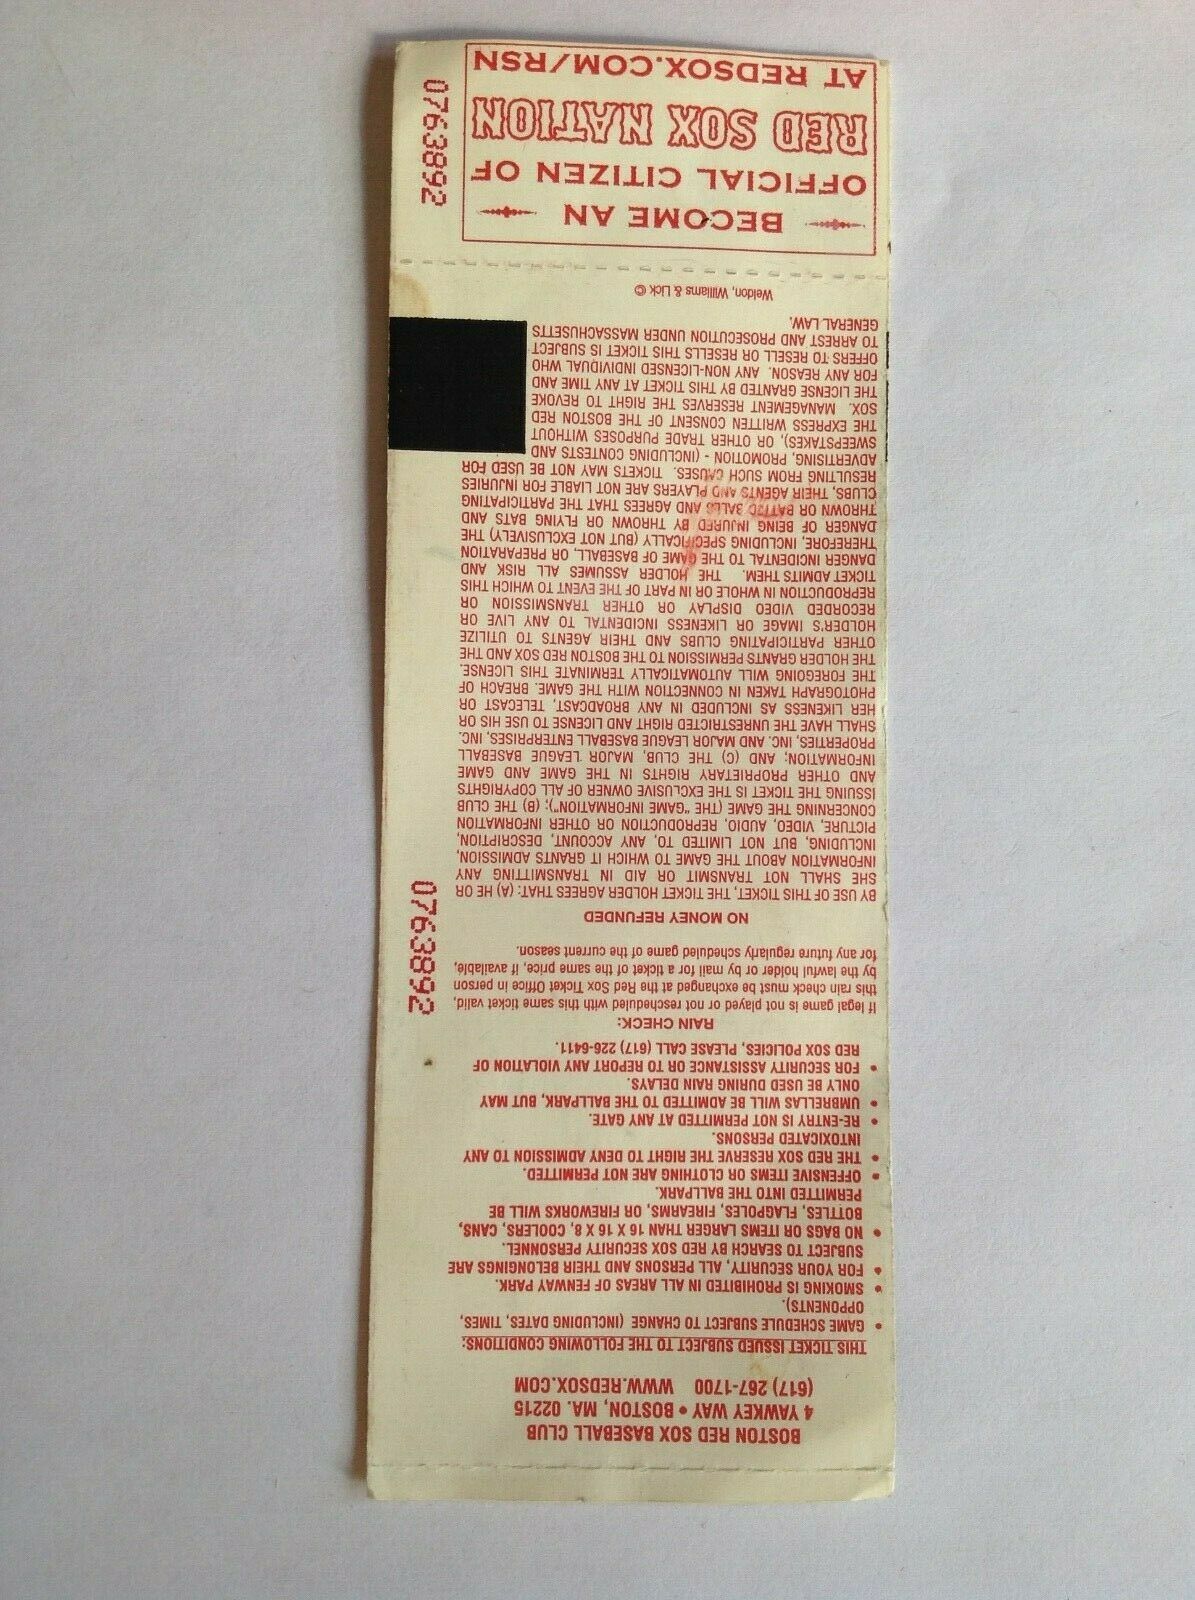 BOSTON RED SOX BASEBALL CLUB
4 YAWKEY WAY • BOSTON, MA. 02215
(617) 267-1700 WWW.REDSOX.COM
THIS TICKET ISSUED SUBJECT TO THE FOLLOWING CONDITIONS:
• GAME SCHEDULE SUBJECT TO CHANGE (INCLUDING DATES, TIMES,
OPPONENTS).
• SMOKING IS PROHIBITED IN ALL AREAS OF FENWAY PARK.
• FOR YOUR SECURITY, ALL PERSONS AND THEIR BELONGINGS ARE
SUBJECT TO SEARCH BY RED SOX SECURITY PERSONNEL.
• NO BAGS OR ITEMS LARGER THAN 16 X 16 X 8, COOLERS, CANS,
BOTTLES, FLAGPOLES, FIREARMS, OR FIREWORKS WILL BE
PERMITTED INTO THE BALLPARK.
• OFFENSIVE ITEMS OR CLOTHING ARE NOT PERMITTED.
• THE RED SOX RESERVE THE RIGHT TO DENY ADMISSION TO ANY
INTOXICATED PERSONS.
• RE-ENTRY IS NOT PERMITTED AT ANY GATE.
• UMBRELLAS WILL BE ADMITTED TO THE BALLPARK, BUT MAY
ONLY BE USED DURING RAIN DELAYS.
• FOR SECURITY ASSISTANCE OR TO REPORT ANY VIOLATION OF
RED SOX POLICIES, PLEASE CALL (617) 226-6411.
RAIN CHECK:
If legal game is not played or not rescheduled with this same ticket, valid,
this rain check must be exchanged at the Red Sox Ticket Office in person
by the lawful holder or by mail for a ticket of the same price, if available,
for any future regularly scheduled game of the current season.
NO MONEY REFUNDED
BY USE OF THIS TICKET, THE TICKET HOLDER AGREES THAT: (A) HE OR
SHE SHALL NOT TRANSMIT OR AID IN TRANSMITTING ANY
INFORMATION ABOUT THE GAME TO WHICH IT GRANTS ADMISSION,
INCLUDING, BUT NOT LIMITED TO, ANY ACCOUNT, DESCRIPTION,
PICTURE, VIDEO, AUDIO, REPRODUCTION OR OTHER INFORMATION
CONCERNING THE GAME (THE "GAME INFORMATION"); (B) THE CLUB
ISSUING THE TICKET IS THE EXCLUSIVE OWNER OF ALL COPYRIGHTS
AND OTHER PROPRIETARY RIGHTS IN THE GAME AND GAME
INFORMATION; AND (C) THE CLUB, MAJOR LEAGUE BASEBALL
PROPERTIES, INC. AND MAJOR LEAGUE BASEBALL ENTERPRISES, INC.
SHALL HAVE THE UNRESTRICTED RIGHT AND LICENSE TO USE HIS OR
HER LIKENESS AS INCLUDED IN ANY BROADCAST, TELECAST OR
PHOTOGRAPH TAKEN IN CONNECTION WITH THE GAME. BREACH OF
THE FOREGOING WILL AUTOMATICALLY TERMINATE THIS LICENSE.
THE HOLDER GRANTS PERMISSION TO THE BOSTON RED SOX AND THE
OTHER PARTICIPATING CLUBS AND THEIR AGENTS TO UTILIZE
HOLDER'S IMAGE OR LIKENESS INCIDENTAL TO ANY LIVE OR
RECORDED VIDEO DISPLAY OR OTHER TRANSMISSION OR
REPRODUCTION IN WHOLE OR IN PART OF THE EVENT TO WHICH THIS
TICKET ADMITS THEM. THE HOLDER ASSUMES ALL RISK AND
DANGER INCIDENTAL TO THE GAME OF BASEBALL, OR PREPARATION
THEREFORE, INCLUDING SPECIFICALLY (BUT NOT EXCLUSIVELY) THE
DANGER OF BEING INJURED BY THROWN OR FLYING BATS AND
THROWN OR BATTED BALLS AND AGREES THAT THE PARTICIPATING
CLUBS, THEIR AGENTS AND PLAYERS ARE NOT LIABLE FOR INJURIES
RESULTING FROM SUCH CAUSES. TICKETS MAY NOT BE USED FOR
ADVERTISING, PROMOTION - (INCLUDING CONTESTS AND
SWEEPSTAKES), OR OTHER TRADE PURPOSES WITHOUT
THE EXPRESS WRITTEN CONSENT OF THE BOSTON RED
SOX. MANAGEMENT RESERVES THE RIGHT TO REVOKE
THE LICENSE GRANTED BY THIS TICKET AT ANY TIME AND
FOR ANY REASON. ANY NON-LICENSED INDIVIDUAL WHO
OFFERS TO RESELL OR RESELLS THIS TICKET IS SUBJECT
TO ARREST AND PROSECUTION UNDER MASSACHUSETTS
GENERAL LAW.
Weldon, Williams & Lick ©
0763892
BECOME AN
OFFICIAL CITIZEN OF
RED SOX NATION
AT REDSOX.COM/RSN
0763892